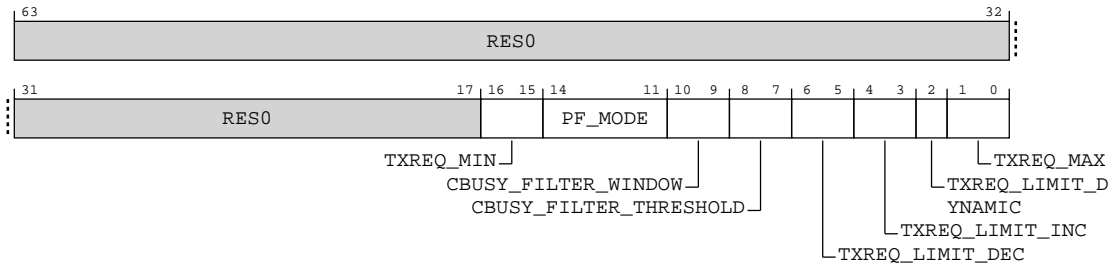 63 32
RES0
31 17 16 15 14 11 10 9 8 7 6 5 4 3 2 1 0
RES0 PF_MODE
TXREQ_MIN TXREQ_MAX
CBUSY_FILTER_WINDOW TXREQ_LIMIT_D
CBUSY_FILTER_THRESHOLD YNAMIC
TXREQ_LIMIT_INC
TXREQ_LIMIT_DEC